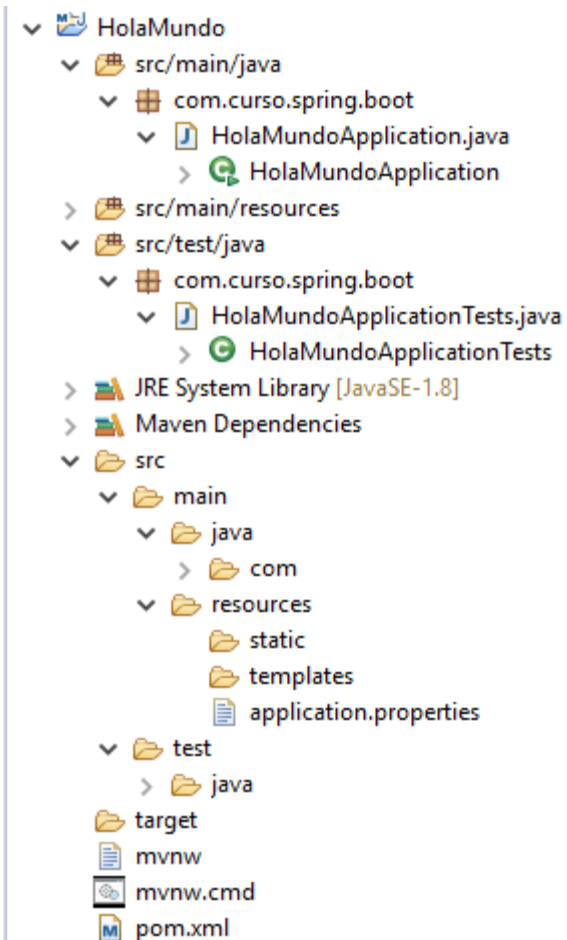 HolaMundo
src/main/java
com.curso.spring.boot
HolaMundoApplication.java
HolaMundoApplication
src/main/resources
src/test/java
com.curso.spring.boot
HolaMundoApplicationTests.java
HolaMundoApplicationTests
JRE System Library [JavaSE-1.8]
Maven Dependencies
src
main
java
com
resources
static
templates
application.properties
test
java
target
mvnw
mvnw.cmd
pom.xml